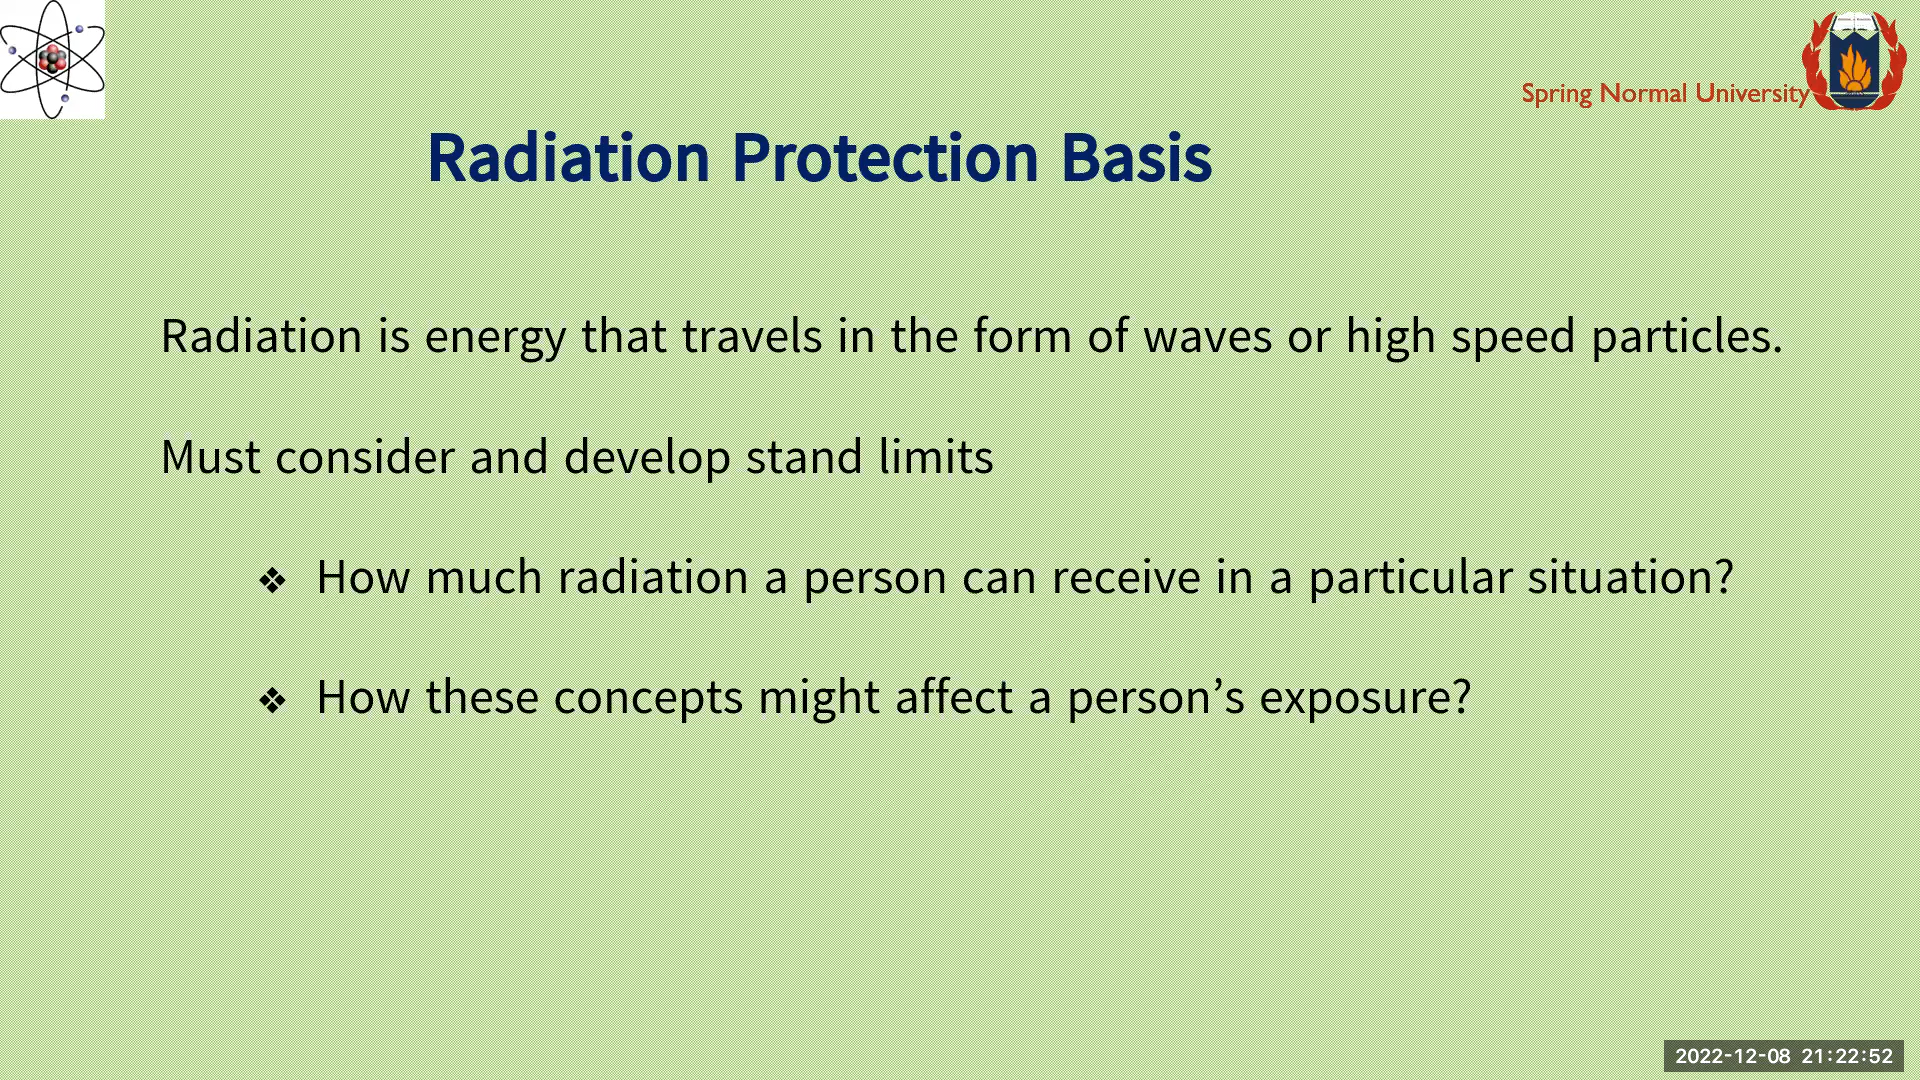 Spring Normal University
Radiation Protection Basis
Radiation is energy that travels in the form of waves or high speed particles.
Must consider and develop stand limits
❖ How much radiation a person can receive in a particular situation?
❖ How these concepts might affect a person’s exposure?
2022-12-08 21:22:52